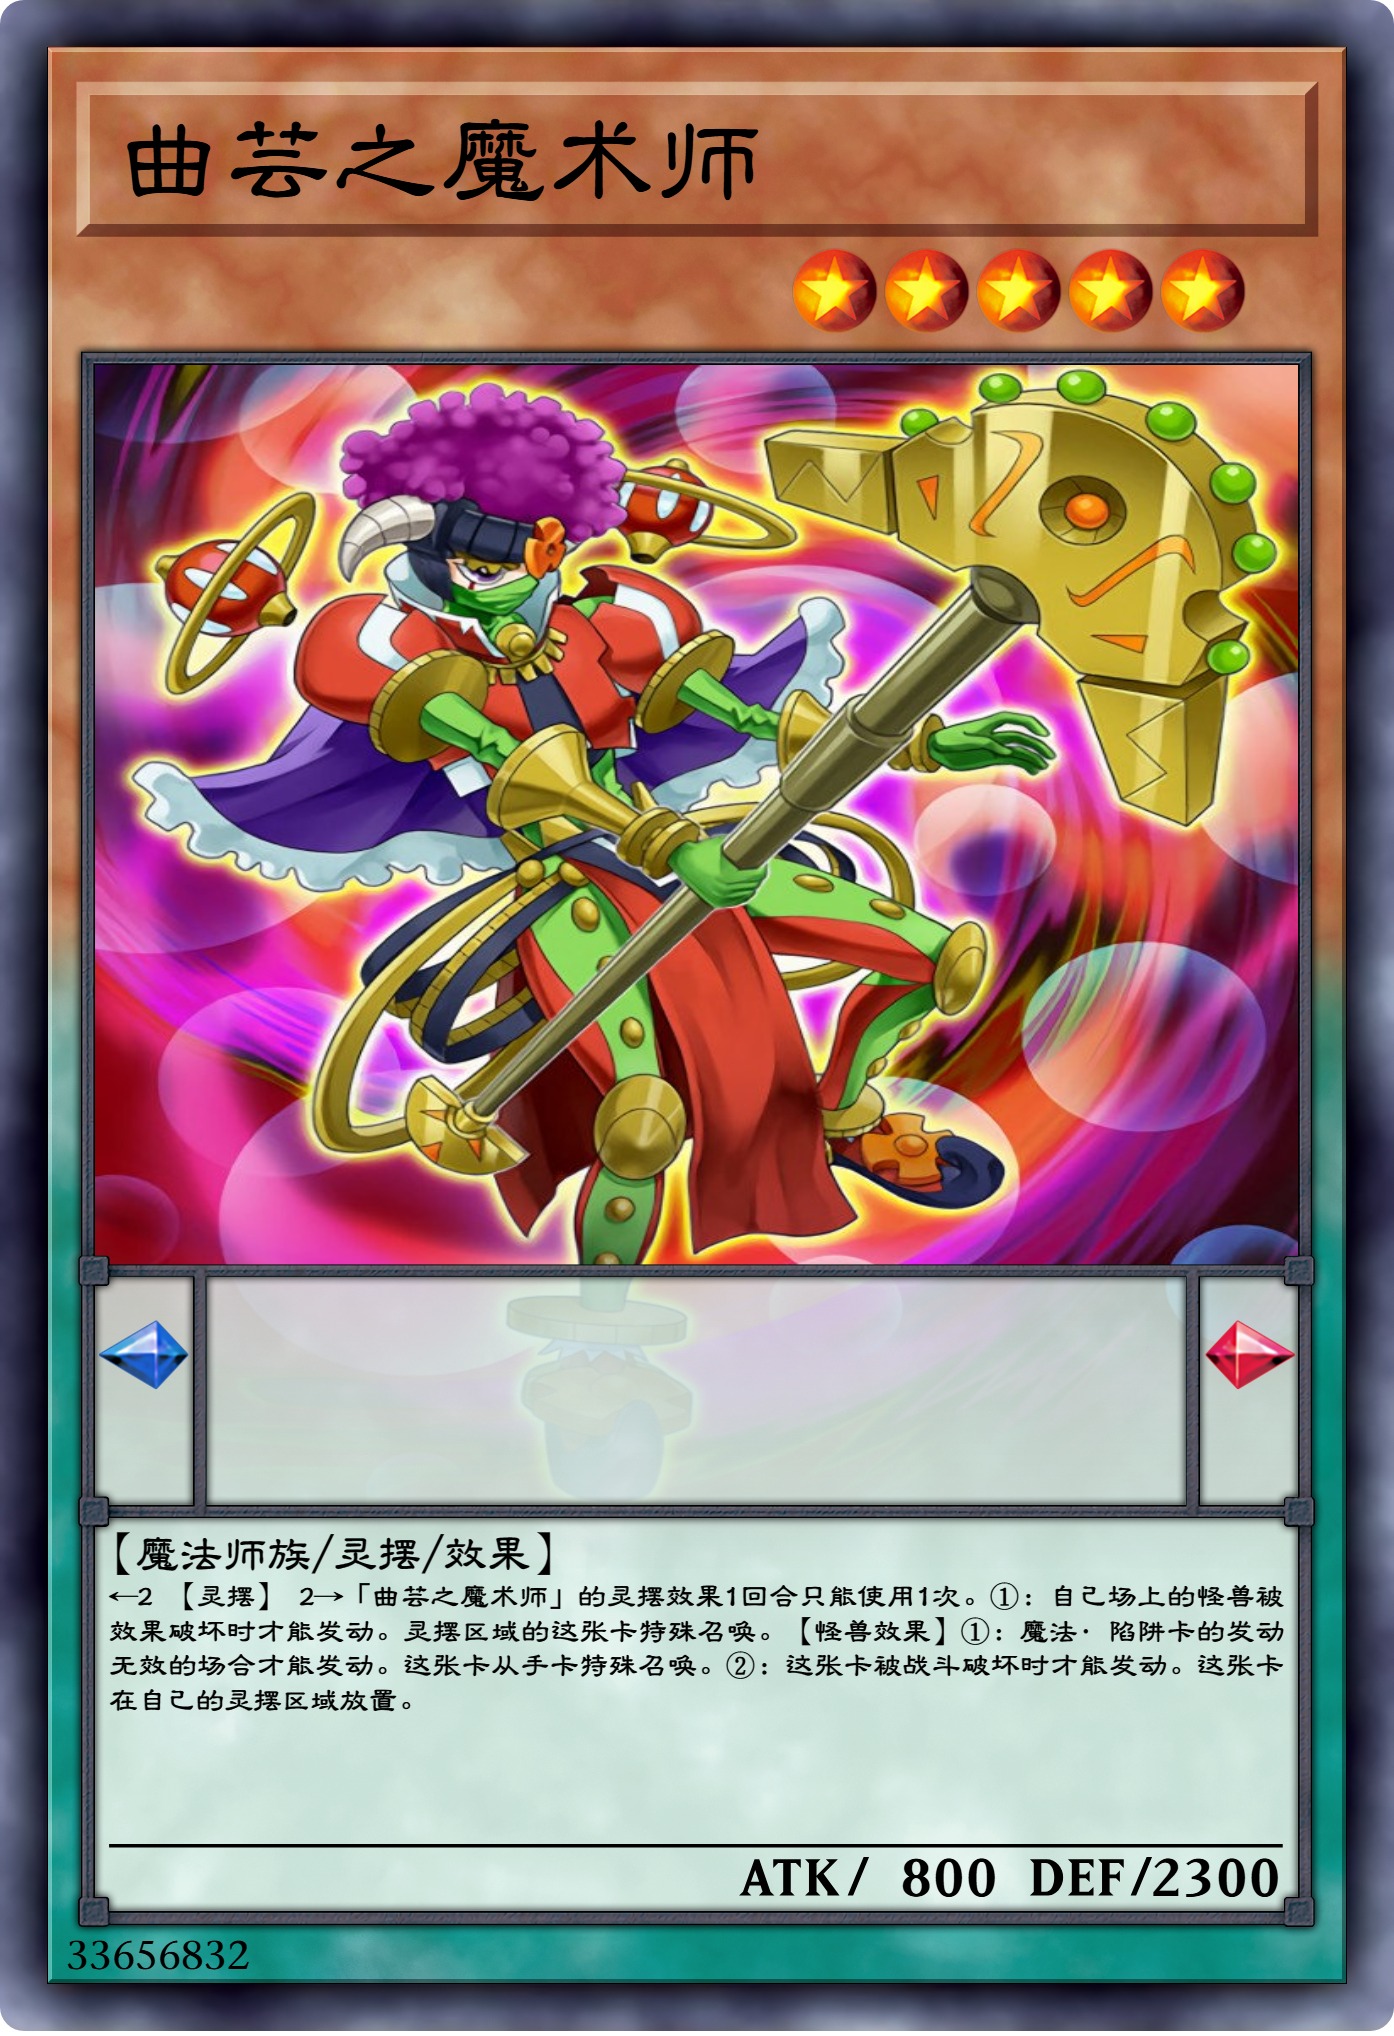 曲芸之魔术师
【魔法师族/灵摆/效果】
←2 【灵摆】 2→「曲芸之魔术师」的灵摆效果1回合只能使用1次。①：自己场上的怪兽被
效果破坏时才能发动。灵摆区域的这张卡特殊召唤。【怪兽效果】①：魔法·陷阱卡的发动
无效的场合才能发动。这张卡从手卡特殊召唤。②：这张卡被战斗破坏时才能发动。这张卡
在自己的灵摆区域放置。
ATK/ 800 DEF/2300
33656832